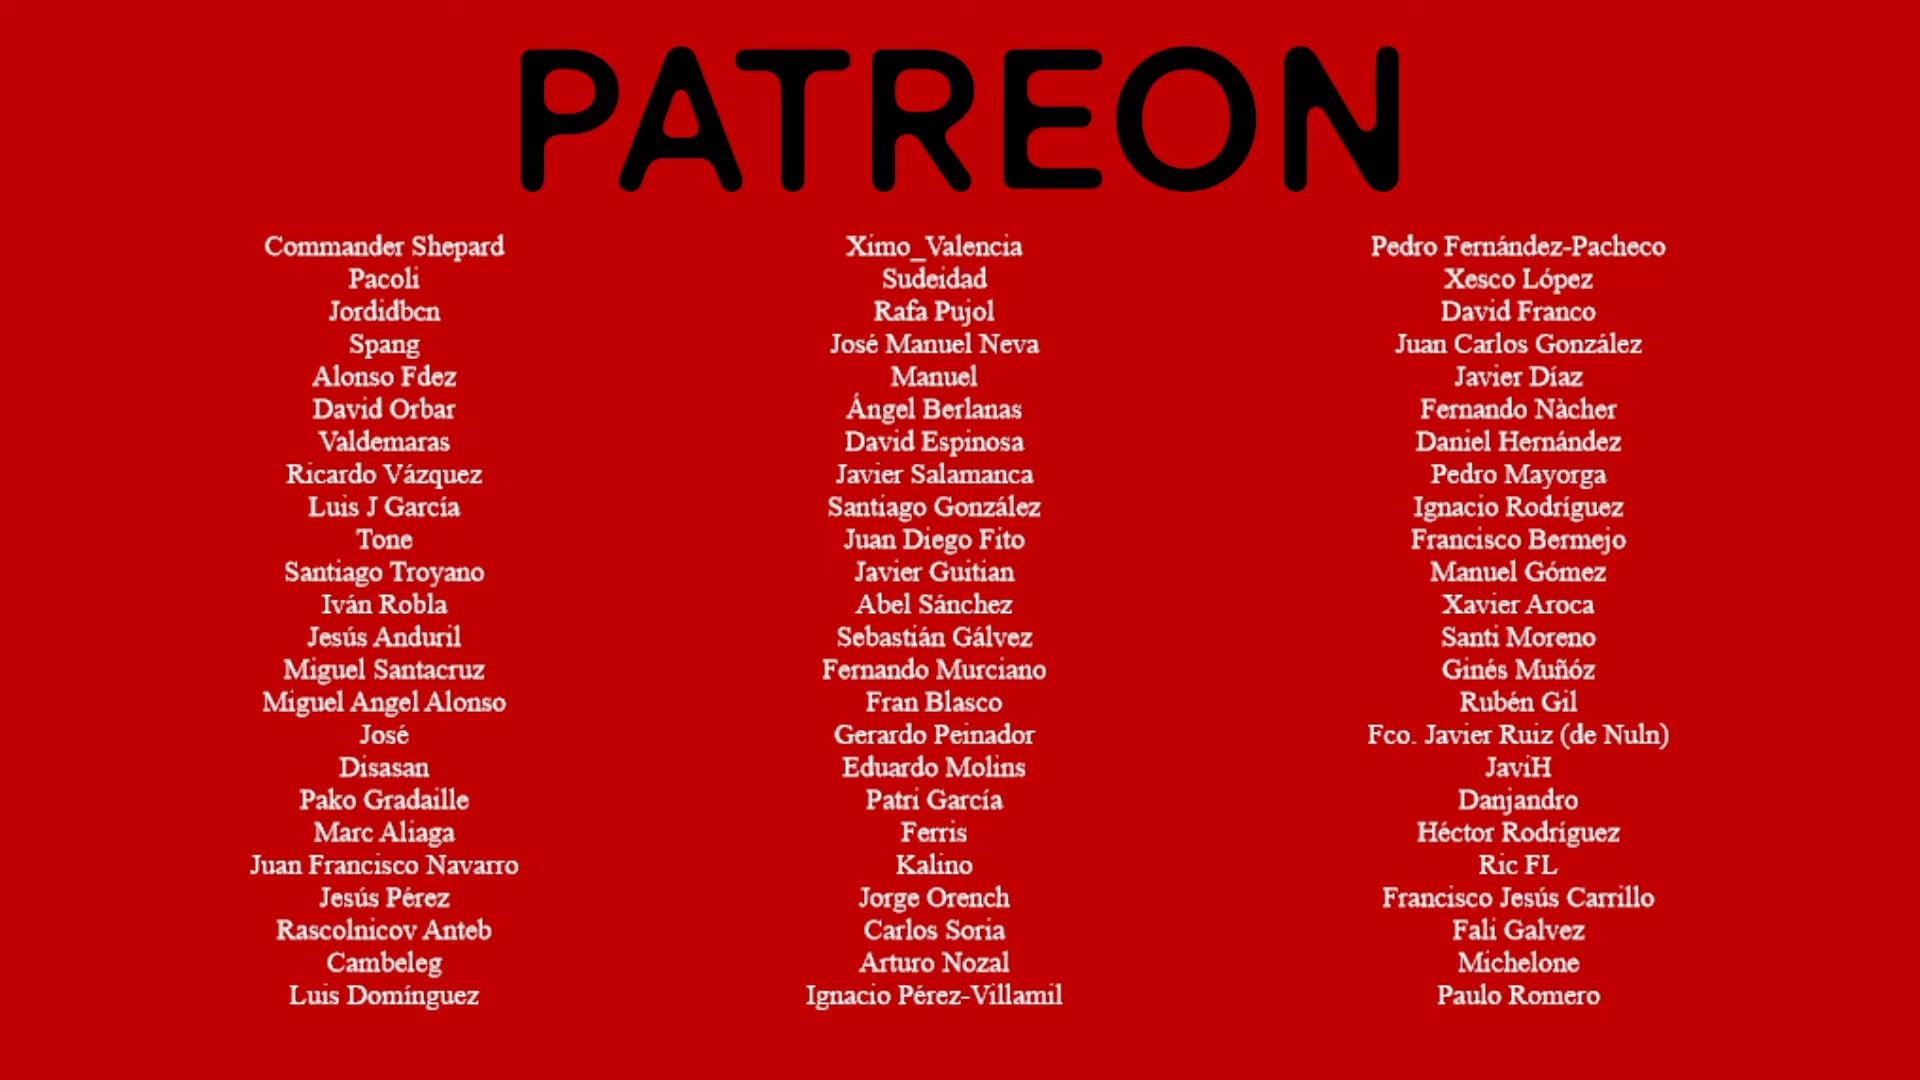 PATREON
Commander Shepard
Pacoli
Jordidbcn
Spang
Alonso Fdez
David Orbar
Valdemaras
Ricardo Vázquez
Luis J García
Tone
Santiago Troyano
Iván Robla
Jesús Anduril
Miguel Santacruz
Miguel Angel Alonso
José
Disasan
Pako Gradaille
Marc Aliaga
Juan Francisco Navarro
Jesús Pérez
Rascolnicov Anteb
Cambeleg
Luis Domínguez
Ximo_Valencia
Sudeidad
Rafa Pujol
José Manuel Neva
Manuel
Ángel Berlanas
David Espinosa
Javier Salamanca
Santiago González
Juan Diego Fito
Javier Guitian
Abel Sánchez
Sebastián Gálvez
Fernando Murciano
Fran Blasco
Gerardo Peinador
Eduardo Molins
Patri García
Ferris
Kalino
Jorge Orench
Carlos Soria
Arturo Nozal
Ignacio Pérez-Villamil
Pedro Fernández-Pacheco
Xesco López
David Franco
Juan Carlos González
Javier Díaz
Fernando Nàcher
Daniel Hernández
Pedro Mayorga
Ignacio Rodríguez
Francisco Bermejo
Manuel Gómez
Xavier Aroca
Santi Moreno
Ginés Muñóz
Rubén Gil
Fco. Javier Ruiz (de Nuln)
JaviH
Danjandro
Héctor Rodríguez
Ric FL
Francisco Jesús Carrillo
Fali Galvez
Michelone
Paulo Romero